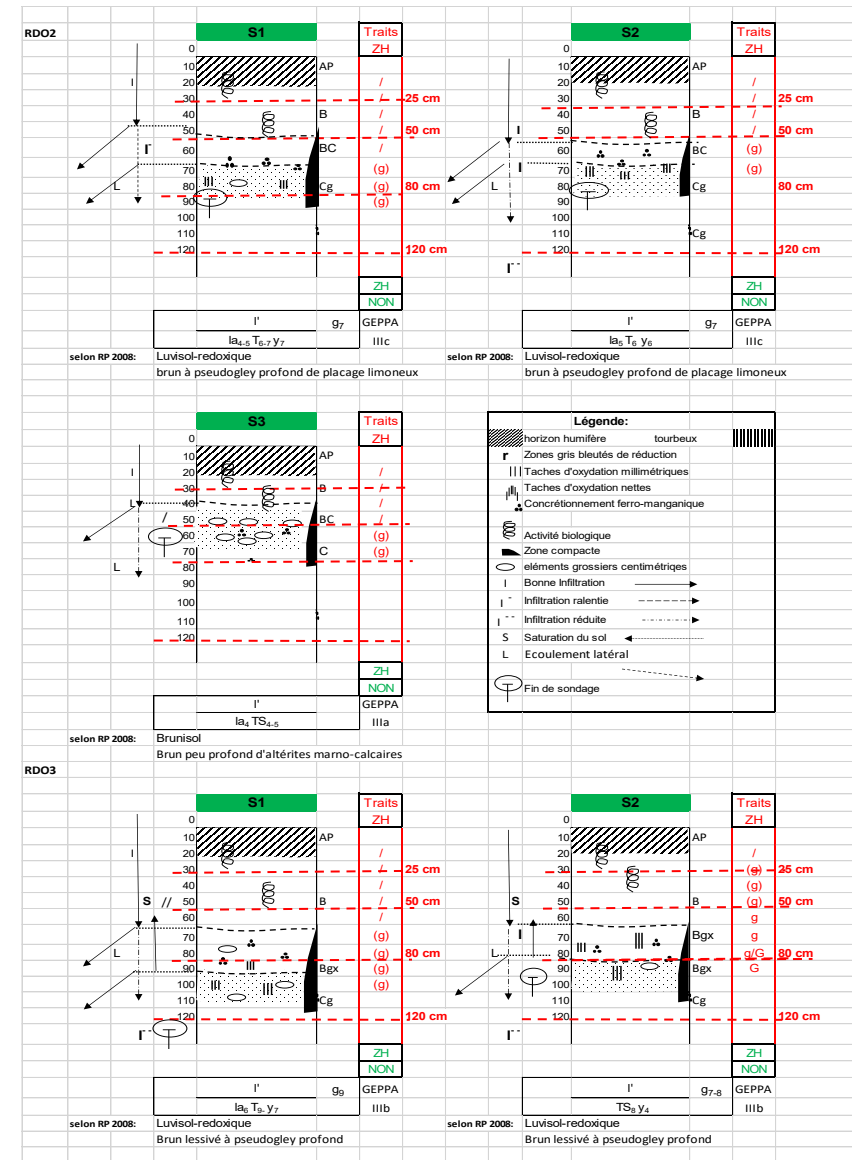 RDO2
S1
Traits
ZH
0
10
20
30
40
50
60
70
80
90
100
110
120
AP
B
BC
Cg
/
/
/
/
(g)
(g)
(g)
25 cm
50 cm
80 cm
120 cm
I
I-
L
ZH
NON
I' g7 GEPPA
la4-5 T6-7 y7 IIIc
selon RP 2008: Luvisol-redoxique
brun à pseudogley profond de placage limoneux
S2
Traits
ZH
0
10
20
30
40
50
60
70
80
90
100
110
120
AP
B
BC
Cg
Cg
/
/
/
/
(g)
(g)
25 cm
50 cm
80 cm
120 cm
I
I
L
I--
ZH
NON
I' g7 GEPPA
la5 T6 y6 IIIc
selon RP 2008: Luvisol-redoxique
brun à pseudogley profond de placage limoneux
S3
Traits
ZH
0
10
20
30
40
50
60
70
80
90
100
110
120
AP
B
BC
C
/
/
/
/
(g)
(g)
I
L
/
L
ZH
NON
I' GEPPA
la4 TS4-5 IIIa
selon RP 2008: Brunisol
Brun peu profond d'altérites marno-calcaires
Légende:
horizon humifère tourbeux
r Zones gris bleutés de réduction
Taches d'oxydation millimétriques
Taches d'oxydation nettes
Concrétionnement ferro-manganique
Activité biologique
Zone compacte
eléments grossiers centimétriqes
I Bonne Infiltration
I - Infiltration ralentie
I -- Infiltration réduite
S Saturation du sol
L Ecoulement latéral
Fin de sondage
RDO3
S1
Traits
ZH
0
10
20
30
40
50
60
70
80
90
100
110
120
AP
B
Bgx
Cg
/
/
/
/
/
(g)
(g)
(g)
(g)
25 cm
50 cm
80 cm
120 cm
I
S //
L
I--
ZH
NON
I' g9 GEPPA
la6 T9- y7 IIIb
selon RP 2008: Luvisol-redoxique
Brun lessivé à pseudogley profond
S2
Traits
ZH
0
10
20
30
40
50
60
70
80
90
100
110
120
AP
B
Bgx
Bgx
Cg
/
(g)
(g)
(g)
g
g
g/G
G
25 cm
50 cm
80 cm
120 cm
I
S
I
L
I--
ZH
NON
I' g7-8 GEPPA
TS8 y4 IIIb
selon RP 2008: Luvisol-redoxique
Brun lessivé à pseudogley profond